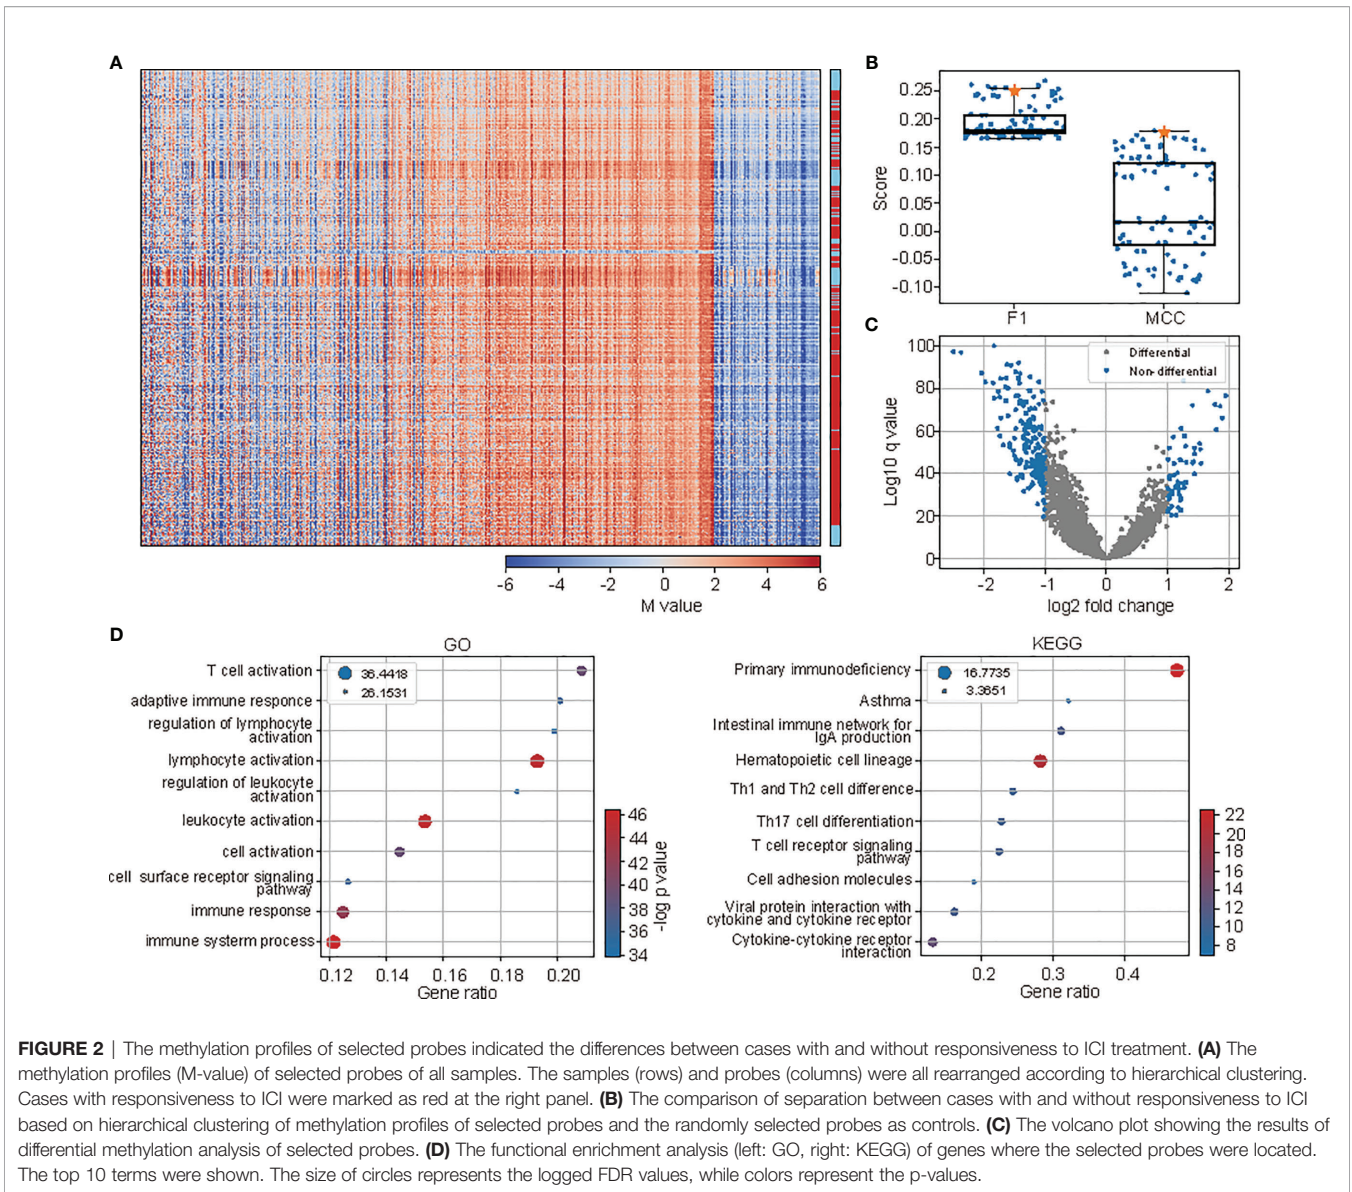 A
-6 -4 -2 0 2 4 6
M value
B
0.25
0.20
0.15
0.10
0.05
0.00
-0.05
-0.10
Score
F1 MCC
C
100
80
60
40
20
0
Log10 q value
Differential
Non-differential
-2 -1 0 1 2
log2 fold change
D
GO
T cell activation
adaptive immune responce
regulation of lymphocyte
activation
lymphocyte activation
regulation of leukocyte
activation
leukocyte activation
cell activation
cell surface receptor signaling
pathway
immune response
immune systerm process
36.4418
26.1531
0.12 0.14 0.16 0.18 0.20
Gene ratio
46
44
42
40
38
36
34
-log p value
KEGG
Primary immunodeficiency
Asthma
Intestinal immune network for
IgA production
Hematopoietic cell lineage
Th1 and Th2 cell difference
Th17 cell differentiation
T cell receptor signaling
pathway
Cell adhesion molecules
Viral protein interaction with
cytokine and cytokine receptor
Cytokine-cytokine receptor
interaction
16.7735
3.3651
0.2 0.3 0.4
Gene ratio
22
20
18
16
14
12
10
8
FIGURE 2 | The methylation profiles of selected probes indicated the differences between cases with and without responsiveness to ICI treatment. (A) The
methylation profiles (M-value) of selected probes of all samples. The samples (rows) and probes (columns) were all rearranged according to hierarchical clustering.
Cases with responsiveness to ICI were marked as red at the right panel. (B) The comparison of separation between cases with and without responsiveness to ICI
based on hierarchical clustering of methylation profiles of selected probes and the randomly selected probes as controls. (C) The volcano plot showing the results of
differential methylation analysis of selected probes. (D) The functional enrichment analysis (left: GO, right: KEGG) of genes where the selected probes were located.
The top 10 terms were shown. The size of circles represents the logged FDR values, while colors represent the p-values.